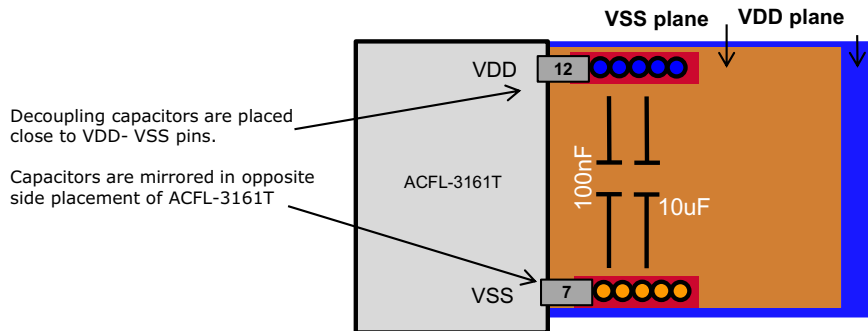 VSS plane
VDD plane
VDD
12
Decoupling capacitors are placed
close to VDD- VSS pins.
Capacitors are mirrored in opposite
side placement of ACFL-3161T
ACFL-3161T
100nF
10uF
VSS
7